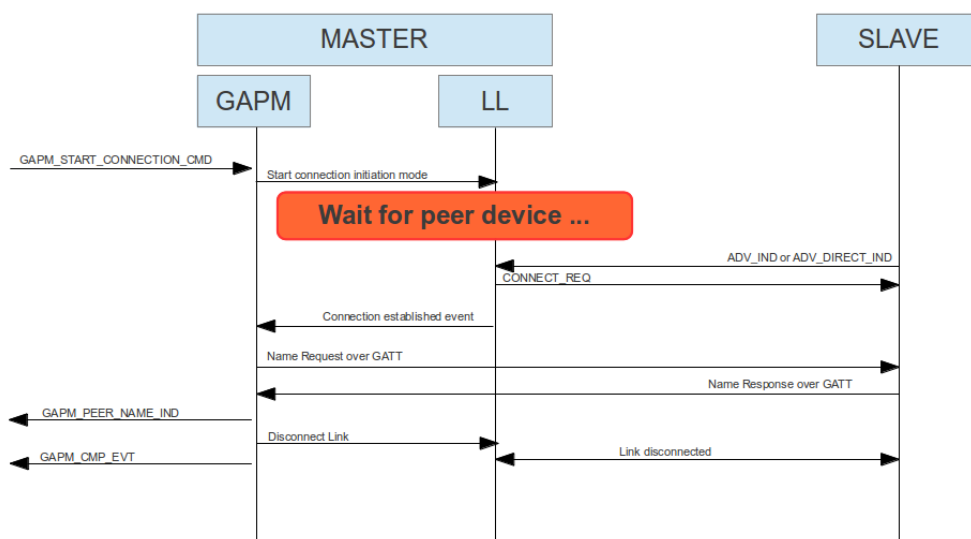 MASTER
SLAVE
GAPM
LL
GAPM_START_CONNECTION_CMD
Start connection initiation mode
Wait for peer device ...
ADV_IND or ADV_DIRECT_IND
CONNECT_REQ
Connection established event
Name Request over GATT
Name Response over GATT
GAPM_PEER_NAME_IND
Disconnect Link
Link disconnected
GAPM_CMP_EVT